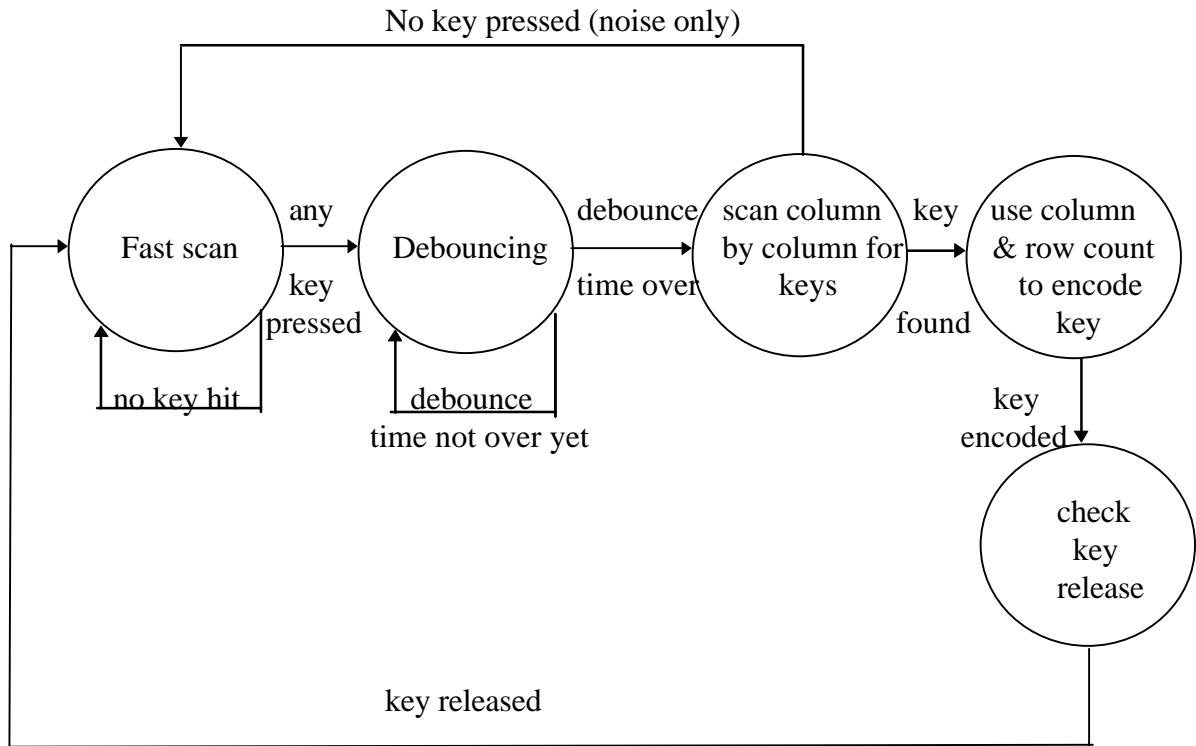 No key pressed (noise only)
Fast scan
any
key
pressed
no key hit
Debouncing
debounce
time not over yet
debounce
time over
scan column
by column for
keys
key
found
use column
& row count
to encode
key
key
encoded
check
key
release
key released